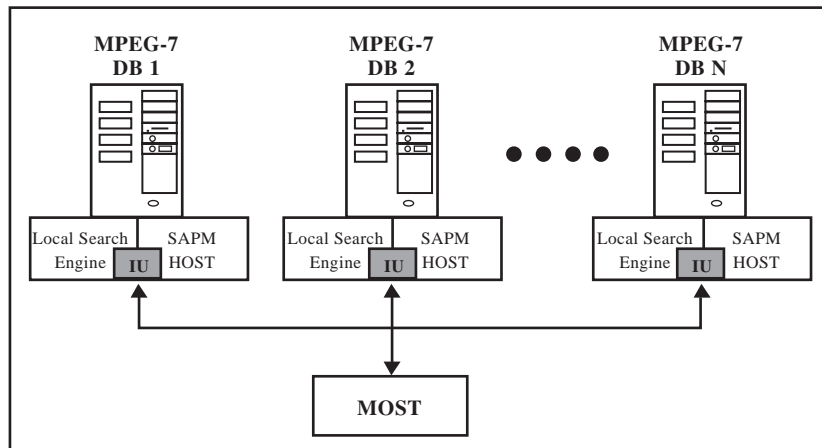 MPEG-7
DB 1
MPEG-7
DB 2
MPEG-7
DB N
Local Search
Engine
IU
SAPM
HOST
Local Search
Engine
IU
SAPM
HOST
Local Search
Engine
IU
SAPM
HOST
MOST